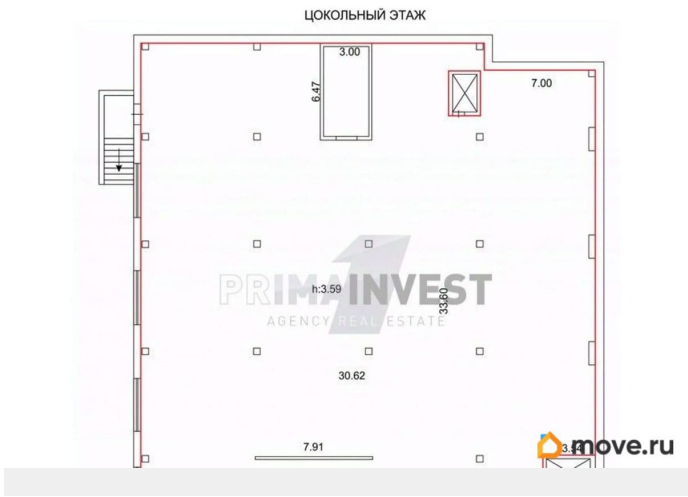 ЦОКОЛЬНЫЙ ЭТАЖ
3.00
6.47
7.00
PRIMAINVEST
h:3.59
33.60
AGENCY REAL ESTATE
30.62
7.91
move.ru